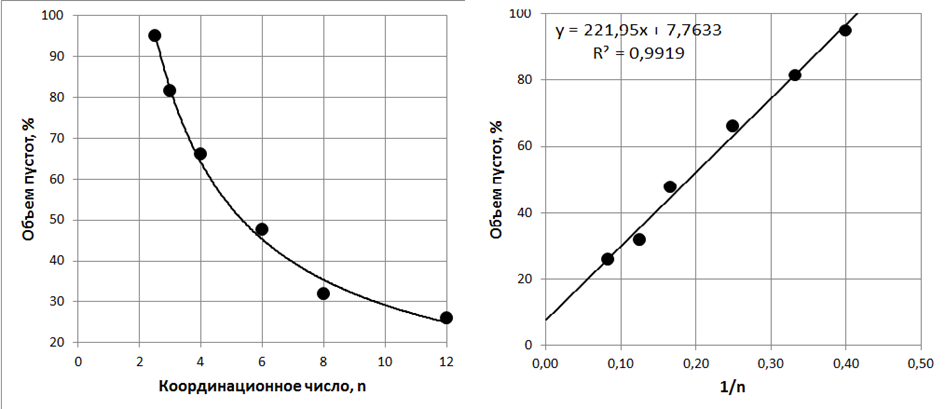 100
90
80
70
60
50
40
30
20
0 2 4 6 8 10 12
Объем пустот, %
Координационное число, n
y = 221,95x + 7,7633
R² = 0,9919
100
80
60
40
20
0
0,00 0,10 0,20 0,30 0,40 0,50
Объем пустот, %
1/n